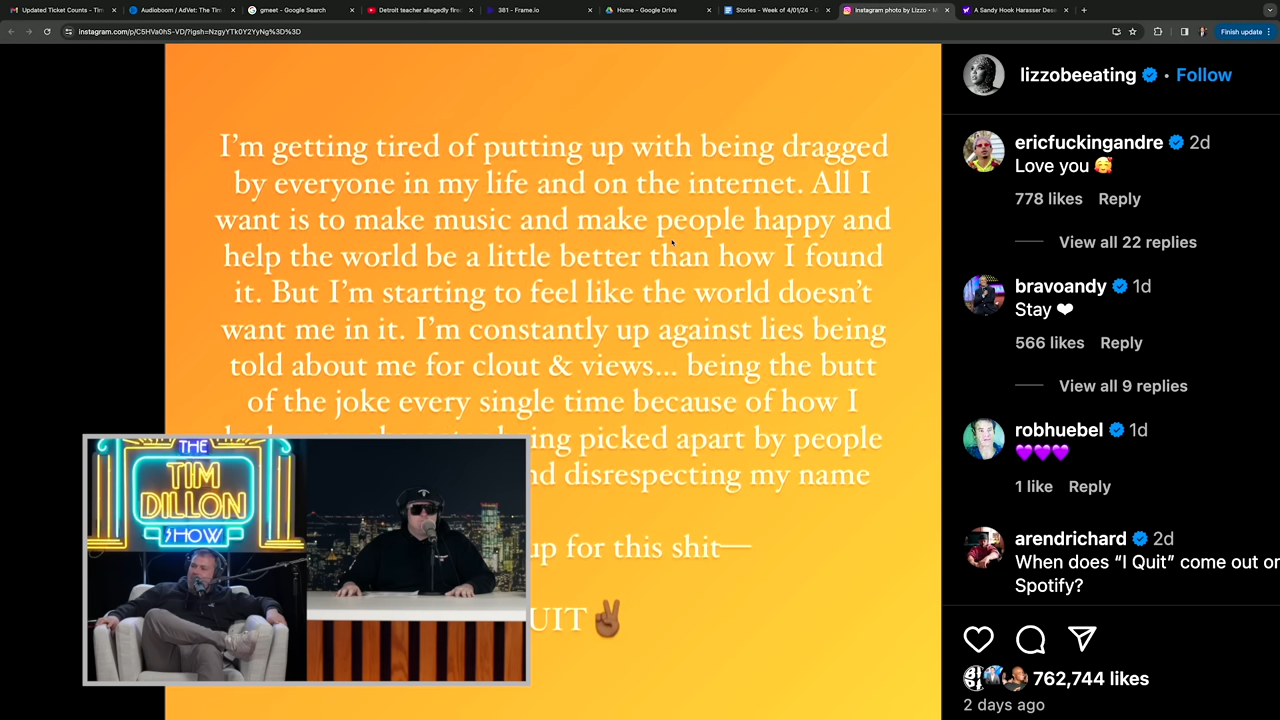 Updated Ticket Counts - Tim
Audioboom / AdVet: The Tim
gmeet - Google Search
Detroit teacher allegedly fire
381 - Frame.io
Home - Google Drive
Stories - Week of 4/01/24 - G
Instagram photo by Lizzo • 
A Sandy Hook Harasser Des
instagram.com/p/C5HVa0hS-VD/?igsh=NzgyYTk0Y2YyNg%3D%3D
Finish update
I'm getting tired of putting up with being dragged
by everyone in my life and on the internet. All I
want is to make music and make people happy and
help the world be a little better than how I found
it. But I'm starting to feel like the world doesn't
want me in it. I'm constantly up against lies being
told about me for clout & views... being the butt
of the joke every single time because of how I
ing picked apart by people
nd disrespecting my name
up for this shit—
UIT✌🏾
THE
TIM
DILLON
SHOW
lizzobeeating • Follow
ericfuckingandre 2d
Love you 🥰
778 likes Reply
View all 22 replies
bravoandy 1d
Stay ❤
566 likes Reply
View all 9 replies
robhuebel 1d
💜💜💜
1 like Reply
arendrichard 2d
When does “I Quit” come out or
Spotify?
762,744 likes
2 days ago